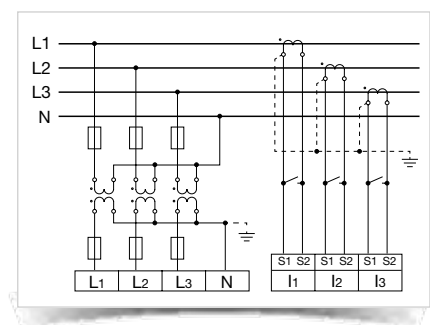 L1
L2
L3
N
S1 S2 S1 S2 S1 S2
L1 L2 L3 N I1 I2 I3